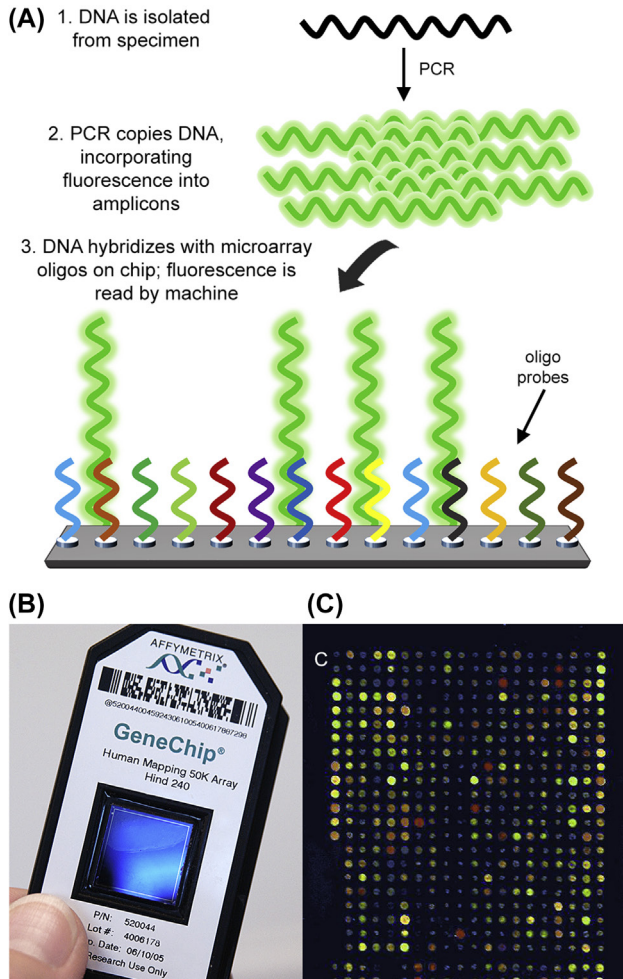 (A)
1. DNA is isolated
from specimen
PCR
2. PCR copies DNA,
incorporating
fluorescence into
amplicons
3. DNA hybridizes with microarray
oligos on chip; fluorescence is
read by machine
oligo
probes
(B)
AFFYMETRIX
@52004400459243061005400617887298
GeneChip®
Human Mapping 50K Array
Hind 240
P/N: 520044
Lot #: 4006178
p. Date: 06/10/05
Research Use Only
(C)
C